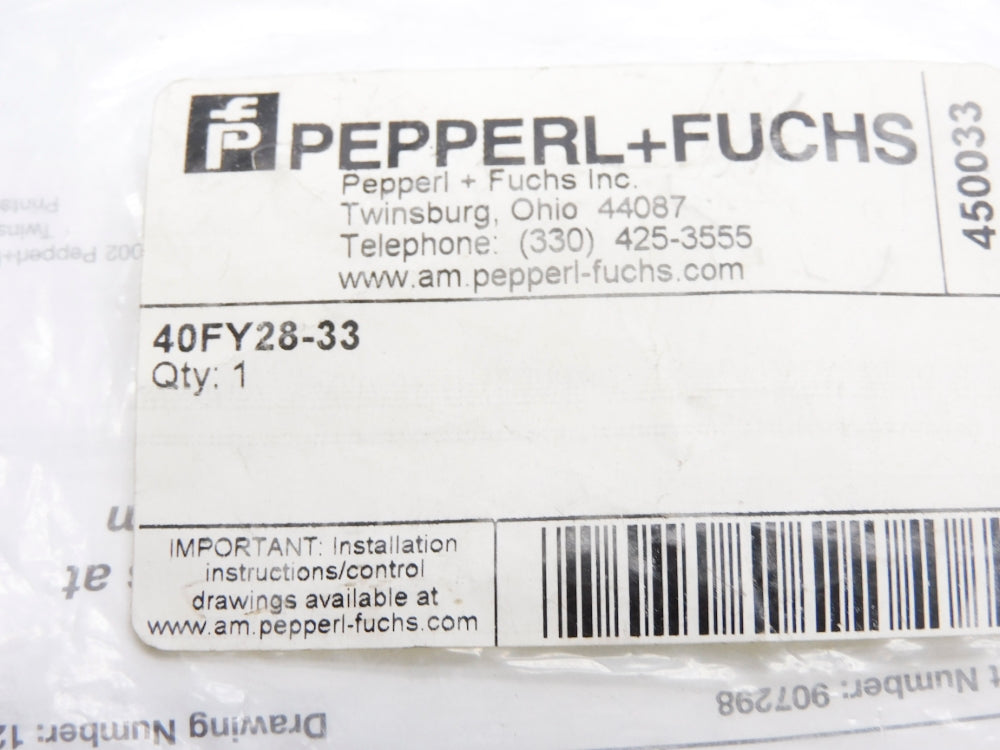 PEPPERL+FUCHS
Pepperl + Fuchs Inc.
Twinsburg, Ohio 44087
Telephone: (330) 425-3555
www.am.pepperl-fuchs.com
450033
40FY28-33
Qty: 1
IMPORTANT: Installation
instructions/control
drawings available at
www.am.pepperl-fuchs.com
at
Number: 907298
Drawing Number: 12